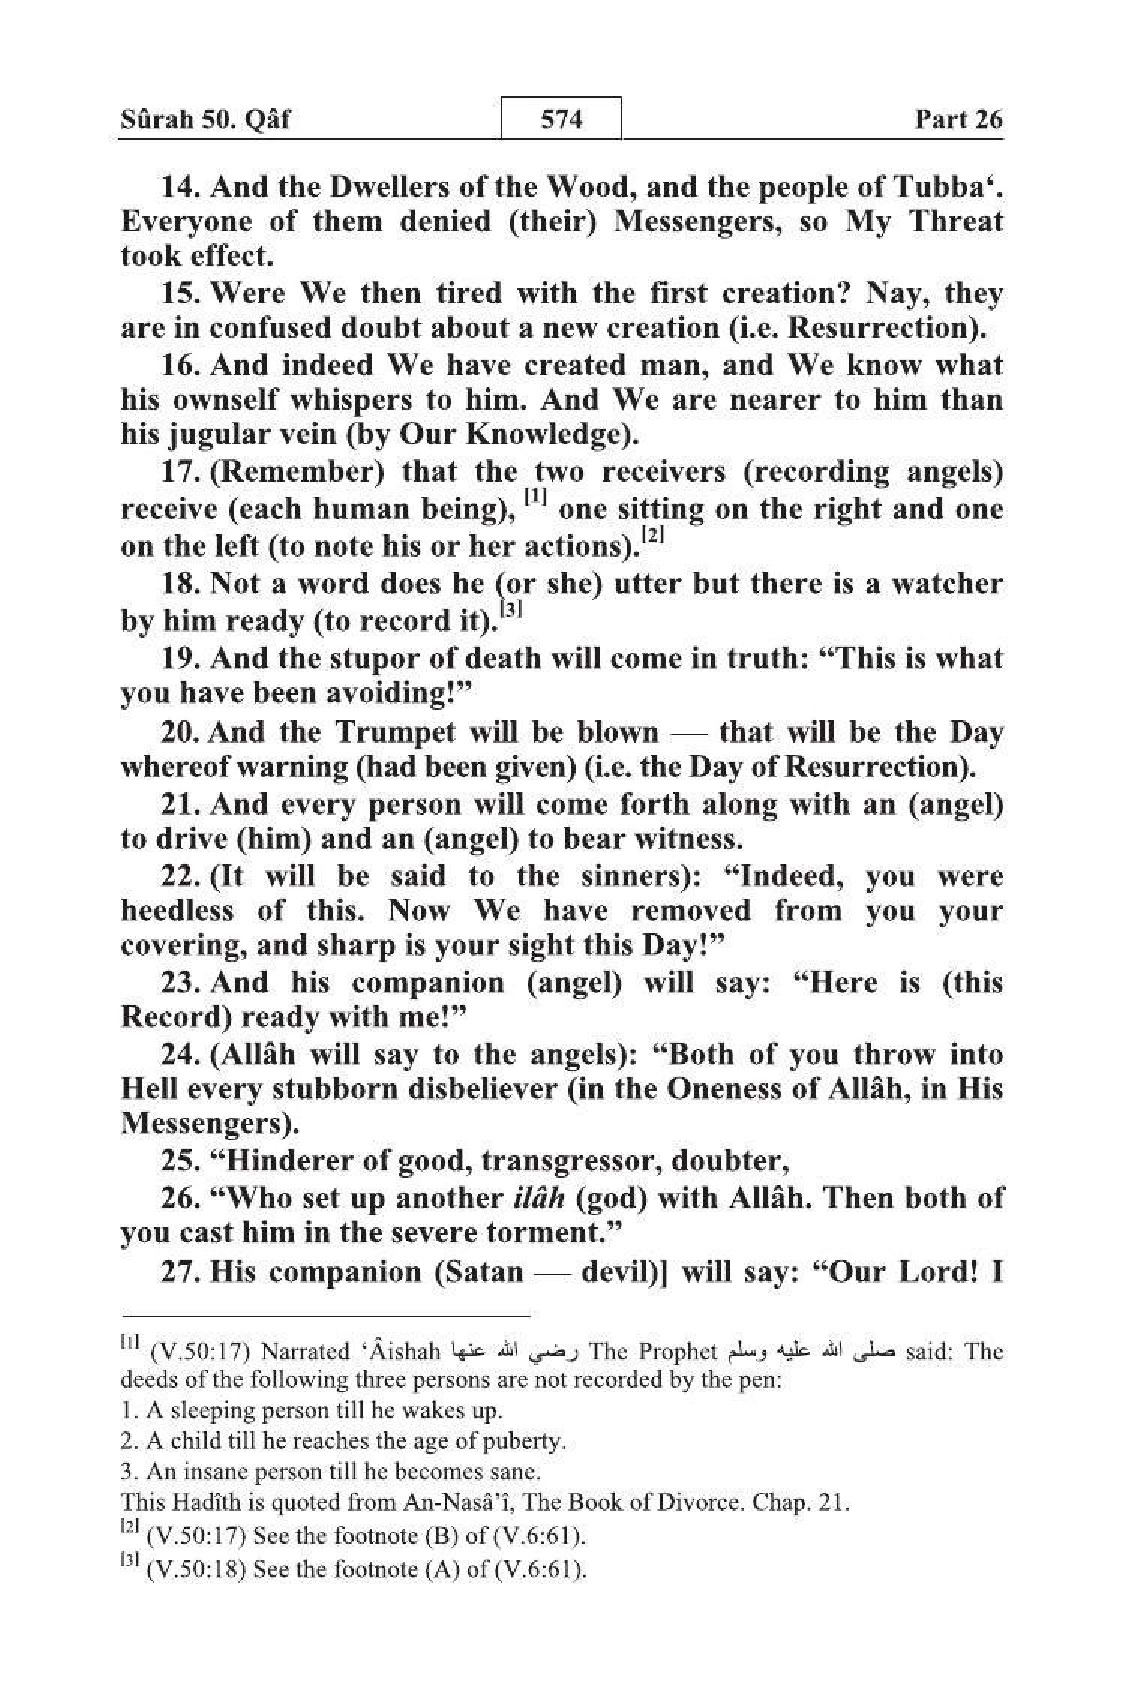 Sûrah 50. Qâf 574 Part 26
14. And the Dwellers of the Wood, and the people of Tubba‘.
Everyone of them denied (their) Messengers, so My Threat
took effect.
15. Were We then tired with the first creation? Nay, they
are in confused doubt about a new creation (i.e. Resurrection).
16. And indeed We have created man, and We know what
his ownself whispers to him. And We are nearer to him than
his jugular vein (by Our Knowledge).
17. (Remember) that the two receivers (recording angels)
receive (each human being), [1] one sitting on the right and one
on the left (to note his or her actions).[2]
18. Not a word does he (or she) utter but there is a watcher
by him ready (to record it).[3]
19. And the stupor of death will come in truth: “This is what
you have been avoiding!”
20. And the Trumpet will be blown — that will be the Day
whereof warning (had been given) (i.e. the Day of Resurrection).
21. And every person will come forth along with an (angel)
to drive (him) and an (angel) to bear witness.
22. (It will be said to the sinners): “Indeed, you were
heedless of this. Now We have removed from you your
covering, and sharp is your sight this Day!”
23. And his companion (angel) will say: “Here is (this
Record) ready with me!”
24. (Allâh will say to the angels): “Both of you throw into
Hell every stubborn disbeliever (in the Oneness of Allâh, in His
Messengers).
25. “Hinderer of good, transgressor, doubter,
26. “Who set up another ilâh (god) with Allâh. Then both of
you cast him in the severe torment.”
27. His companion (Satan — devil)] will say: “Our Lord! I
[1] (V.50:17) Narrated ‘Âishah رضي الله عنها The Prophet صلى الله عليه وسلم said: The
deeds of the following three persons are not recorded by the pen:
1. A sleeping person till he wakes up.
2. A child till he reaches the age of puberty.
3. An insane person till he becomes sane.
This Hadîth is quoted from An-Nasâ’î, The Book of Divorce. Chap. 21.
[2] (V.50:17) See the footnote (B) of (V.6:61).
[3] (V.50:18) See the footnote (A) of (V.6:61).